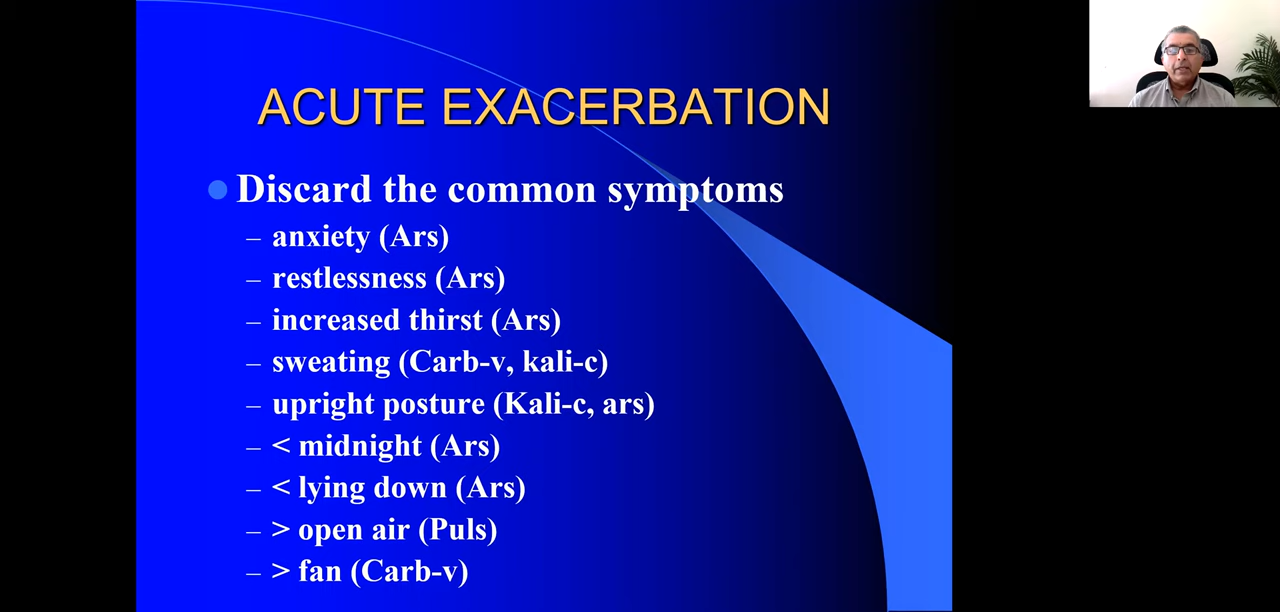 ACUTE EXACERBATION
Discard the common symptoms
– anxiety (Ars)
– restlessness (Ars)
– increased thirst (Ars)
– sweating (Carb-v, kali-c)
– upright posture (Kali-c, ars)
– < midnight (Ars)
– < lying down (Ars)
– > open air (Puls)
– > fan (Carb-v)